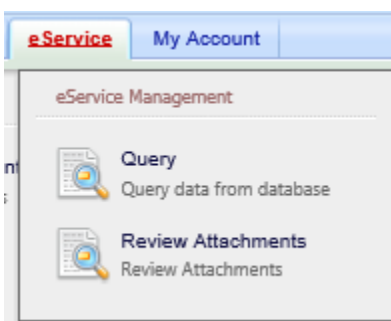 eService My Account
eService Management
Query
Query data from database
Review Attachments
Review Attachments